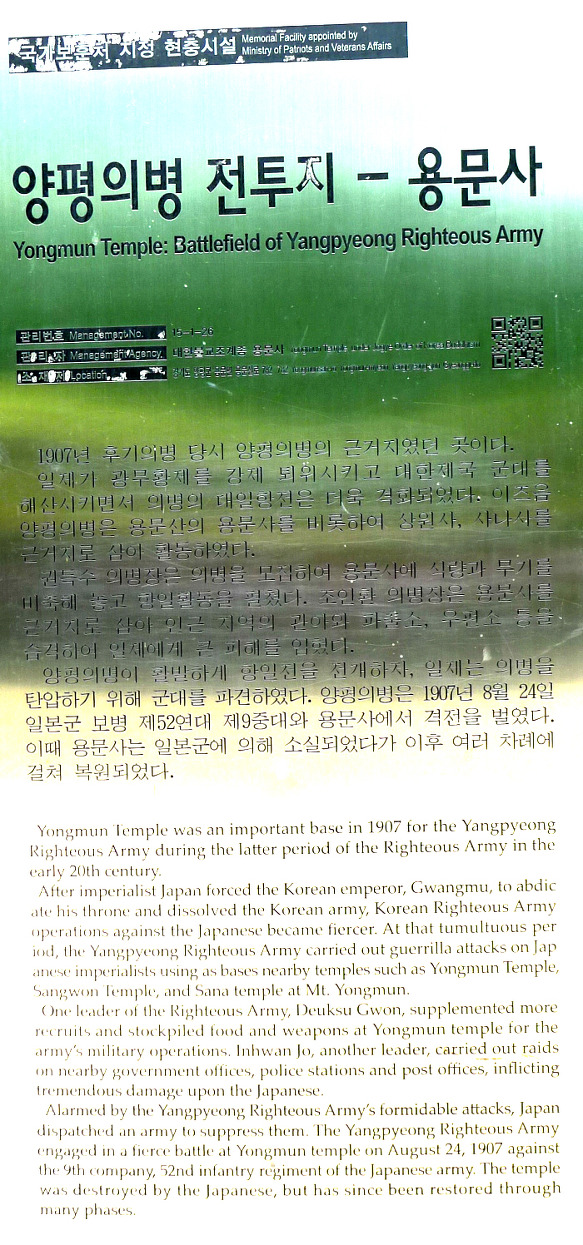 국가보훈처 지정 현충시설
Memorial Facility appointed by
Ministry of Patriots and Veterans Affairs
양평의병 전투지 - 용문사
Yongmun Temple: Battlefield of Yangpyeong Righteous Army
관리번호 Management No. 15-1-26
관리자 Management Agency 대한불교조계종 용문사
소재지 Location
1907년 후기의병 당시 양평의병의 근거지였던 곳이다.
일제가 광무황제를 강제 퇴위시키고 대한제국 군대를
해산시키면서 의병의 대일항전은 더욱 격화되었다. 이즈음
양평의병은 용문산의 용문사를 비롯하여 상원사, 사나사를
근거지로 삼아 활동하였다.
권득수 의병장은 의병을 모집하여 용문사에 식량과 무기를
비축해 놓고 항일활동을 펼쳤다. 조인환 의병장은 용문사를
근거지로 삼아 인근 지역의 관아와 파출소, 우편소 등을
습격하여 일제에게 큰 피해를 입혔다.
양평의병이 활발하게 항일전을 전개하자, 일제는 의병을
탄압하기 위해 군대를 파견하였다. 양평의병은 1907년 8월 24일
일본군 보병 제52연대 제9중대와 용문사에서 격전을 벌였다.
이때 용문사는 일본군에 의해 소실되었다가 이후 여러 차례에
걸쳐 복원되었다.
Yongmun Temple was an important base in 1907 for the Yangpyeong
Righteous Army during the latter period of the Righteous Army in the
early 20th century.
After imperialist Japan forced the Korean emperor, Gwangmu, to abdic
ate his throne and dissolved the Korean army, Korean Righteous Army
operations against the Japanese became fiercer. At that tumultuous per
iod, the Yangpyeong Righteous Army carried out guerrilla attacks on Jap
anese imperialists using as bases nearby temples such as Yongmun Temple,
Sangwon Temple, and Sana temple at Mt. Yongmun.
One leader of the Righteous Army, Deuksu Gwon, supplemented more
recruits and stockpiled food and weapons at Yongmun temple for the
army's military operations. Inhwan Jo, another leader, carried out raids
on nearby government offices, police stations and post offices, inflicting
tremendous damage upon the Japanese.
Alarmed by the Yangpyeong Righteous Army's formidable attacks, Japan
dispatched an army to suppress them. The Yangpyeong Righteous Army
engaged in a fierce battle at Yongmun temple on August 24, 1907 against
the 9th company, 52nd infantry regiment of the Japanese army. The temple
was destroyed by the Japanese, but has since been restored through
many phases.